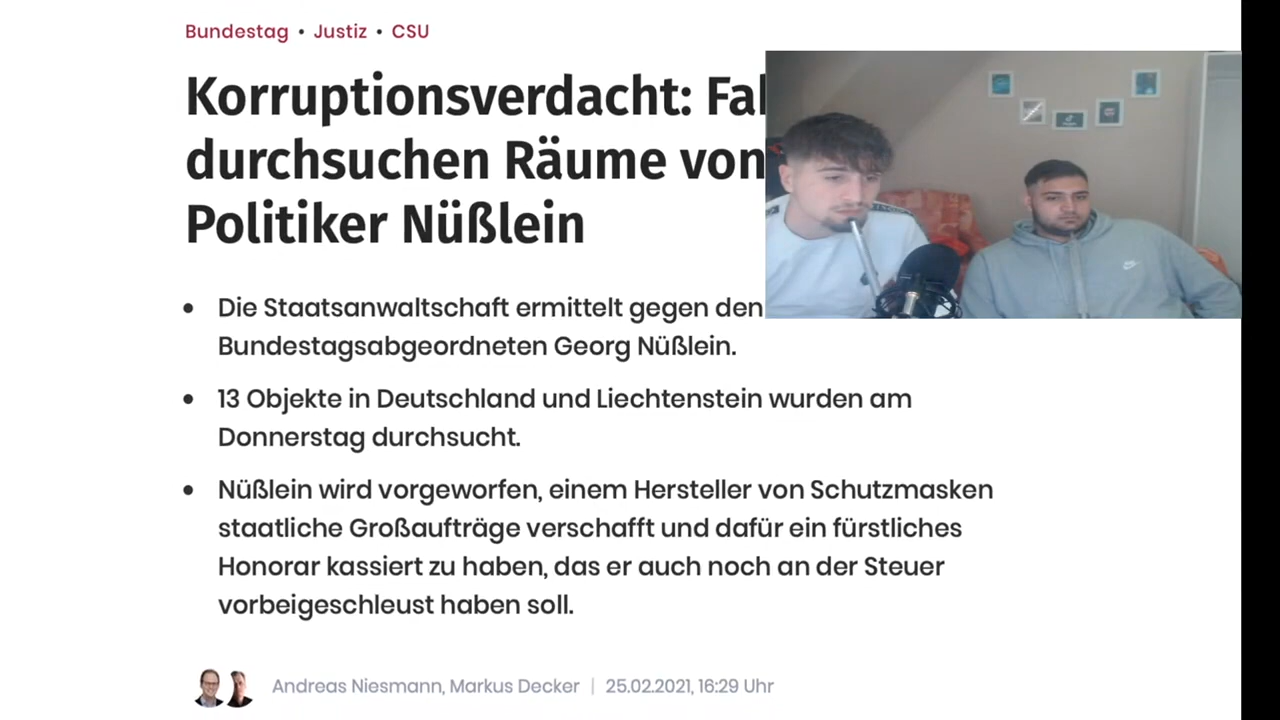 Bundestag • Justiz • CSU
Korruptionsverdacht:
durchsuchen Räume von
Politiker Nüßlein
• Die Staatsanwaltschaft ermittelt gegen den
Bundestagsabgeordneten Georg Nüßlein.
• 13 Objekte in Deutschland und Liechtenstein wurden am
Donnerstag durchsucht.
• Nüßlein wird vorgeworfen, einem Hersteller von Schutzmasken
staatliche Großaufträge verschafft und dafür ein fürstliches
Honorar kassiert zu haben, das er auch noch an der Steuer
vorbeigeschleust haben soll.
Andreas Niesmann, Markus Decker | 25.02.2021, 16:29 Uhr